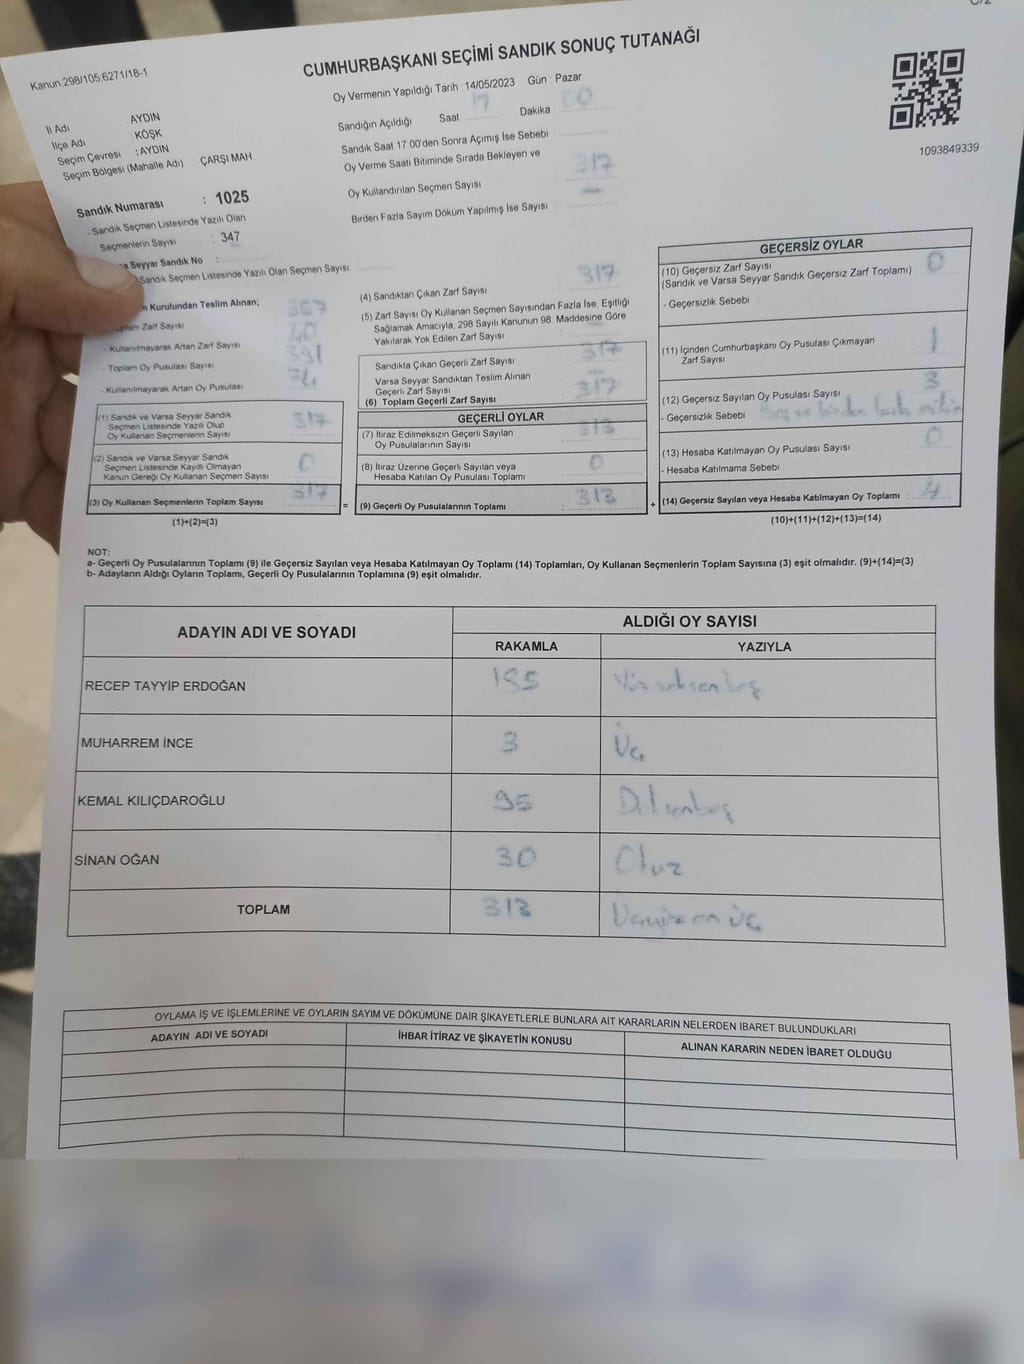 Kanun:298/105,6271/18-1
CUMHURBAŞKANI SEÇİMİ SANDIK SONUÇ TUTANAĞI
Oy Vermenin Yapıldığı Tarih :14/05/2023 Gün : Pazar
İl Adı AYDIN
İlçe Adı : KÖŞK
Seçim Çevresi : AYDIN
Seçim Bölgesi (Mahalle Adı) : ÇARŞI MAH
Sandık Numarası : 1025
- Sandık Seçmen Listesinde Yazılı Olan
Seçmenlerin Sayısı : 347
Seyyar Sandık No :
Sandık Seçmen Listesinde Yazılı Olan Seçmen Sayısı
Sandığın Açıldığı Saat 17 Dakika 00
Sandık Saat 17:00'den Sonra Açımış İse Sebebi :
Oy Verme Saati Bitiminde Sırada Bekleyen ve
Oy Kullandırılan Seçmen Sayısı : 317
Birden Fazla Sayım Döküm Yapılmış İse Sayısı : —
1093849339
Kurulundan Teslim Alınan;
Zarf Sayısı 357
- Kullanılmayarak Artan Zarf Sayısı 40
- Toplam Oy Pusulası Sayısı
- Kullanılmayarak Artan Oy Pusulası
(1) Sandık ve Varsa Seyyar Sandık
Seçmen Listesinde Yazılı Olup
Oy Kullanan Seçmenlerin Sayısı : 317
(2) Sandık ve Varsa Seyyar Sandık
Seçmen Listesinde Kayıtlı Olmayan
Kanun Gereği Oy Kullanan Seçmen Sayısı : 0
(3) Oy Kullanan Seçmenlerin Toplam Sayısı : 317
(1)+(2)=(3)
(4) Sandıktan Çıkan Zarf Sayısı : 317
(5) Zarf Sayısı Oy Kullanan Seçmen Sayısından Fazla İse, Eşitliği
Sağlamak Amacıyla, 298 Sayılı Kanunun 98. Maddesine Göre
Yakılarak Yok Edilen Zarf Sayısı :
Sandıkta Çıkan Geçerli Zarf Sayısı : 317
Varsa Seyyar Sandıktan Teslim Alınan
Geçerli Zarf Sayısı : —
(6) Toplam Geçerli Zarf Sayısı : 317
GEÇERLİ OYLAR
(7) İtiraz Edilmeksizin Geçerli Sayılan
Oy Pusulalarının Sayısı : 313
(8) İtiraz Üzerine Geçerli Sayılan veya
Hesaba Katılan Oy Pusulası Toplamı : 0
= (9) Geçerli Oy Pusulalarının Toplamı : 313 +
GEÇERSİZ OYLAR
(10) Geçersiz Zarf Sayısı
(Sandık ve Varsa Seyyar Sandık Geçersiz Zarf Toplamı) : 0
- Geçersizlik Sebebi :
(11) İçinden Cumhurbaşkanı Oy Pusulası Çıkmayan
Zarf Sayısı : 1
(12) Geçersiz Sayılan Oy Pusulası Sayısı : 3
- Geçersizlik Sebebi : Boş ve birden fazla mühür
(13) Hesaba Katılmayan Oy Pusulası Sayısı : 0
- Hesaba Katılmama Sebebi
(14) Geçersiz Sayılan veya Hesaba Katılmayan Oy Toplamı : 4
(10)+(11)+(12)+(13)=(14)
NOT:
a- Geçerli Oy Pusulalarının Toplamı (9) ile Geçersiz Sayılan veya Hesaba Katılmayan Oy Toplamı (14) Toplamları, Oy Kullanan Seçmenlerin Toplam Sayısına (3) eşit olmalıdır. (9)+(14)=(3)
b- Adayların Aldığı Oyların Toplamı, Geçerli Oy Pusulalarının Toplamına (9) eşit olmalıdır.
ADAYIN ADI VE SOYADI ALDIĞI OY SAYISI
RAKAMLA YAZIYLA
RECEP TAYYİP ERDOĞAN 185 Yüzseksenbeş
MUHARREM İNCE 3 Üç
KEMAL KILIÇDAROĞLU 95 Doksanbeş
SİNAN OĞAN 30 Otuz
TOPLAM 313 Üçyüz on üç
OYLAMA İŞ VE İŞLEMLERİNE VE OYLARIN SAYIM VE DÖKÜMÜNE DAİR ŞİKAYETLERLE BUNLARA AİT KARARLARIN NELERDEN İBARET BULUNDUKLARI
ADAYIN ADI VE SOYADI İHBAR İTİRAZ VE ŞİKAYETİN KONUSU ALINAN KARARIN NEDEN İBARET OLDUĞU